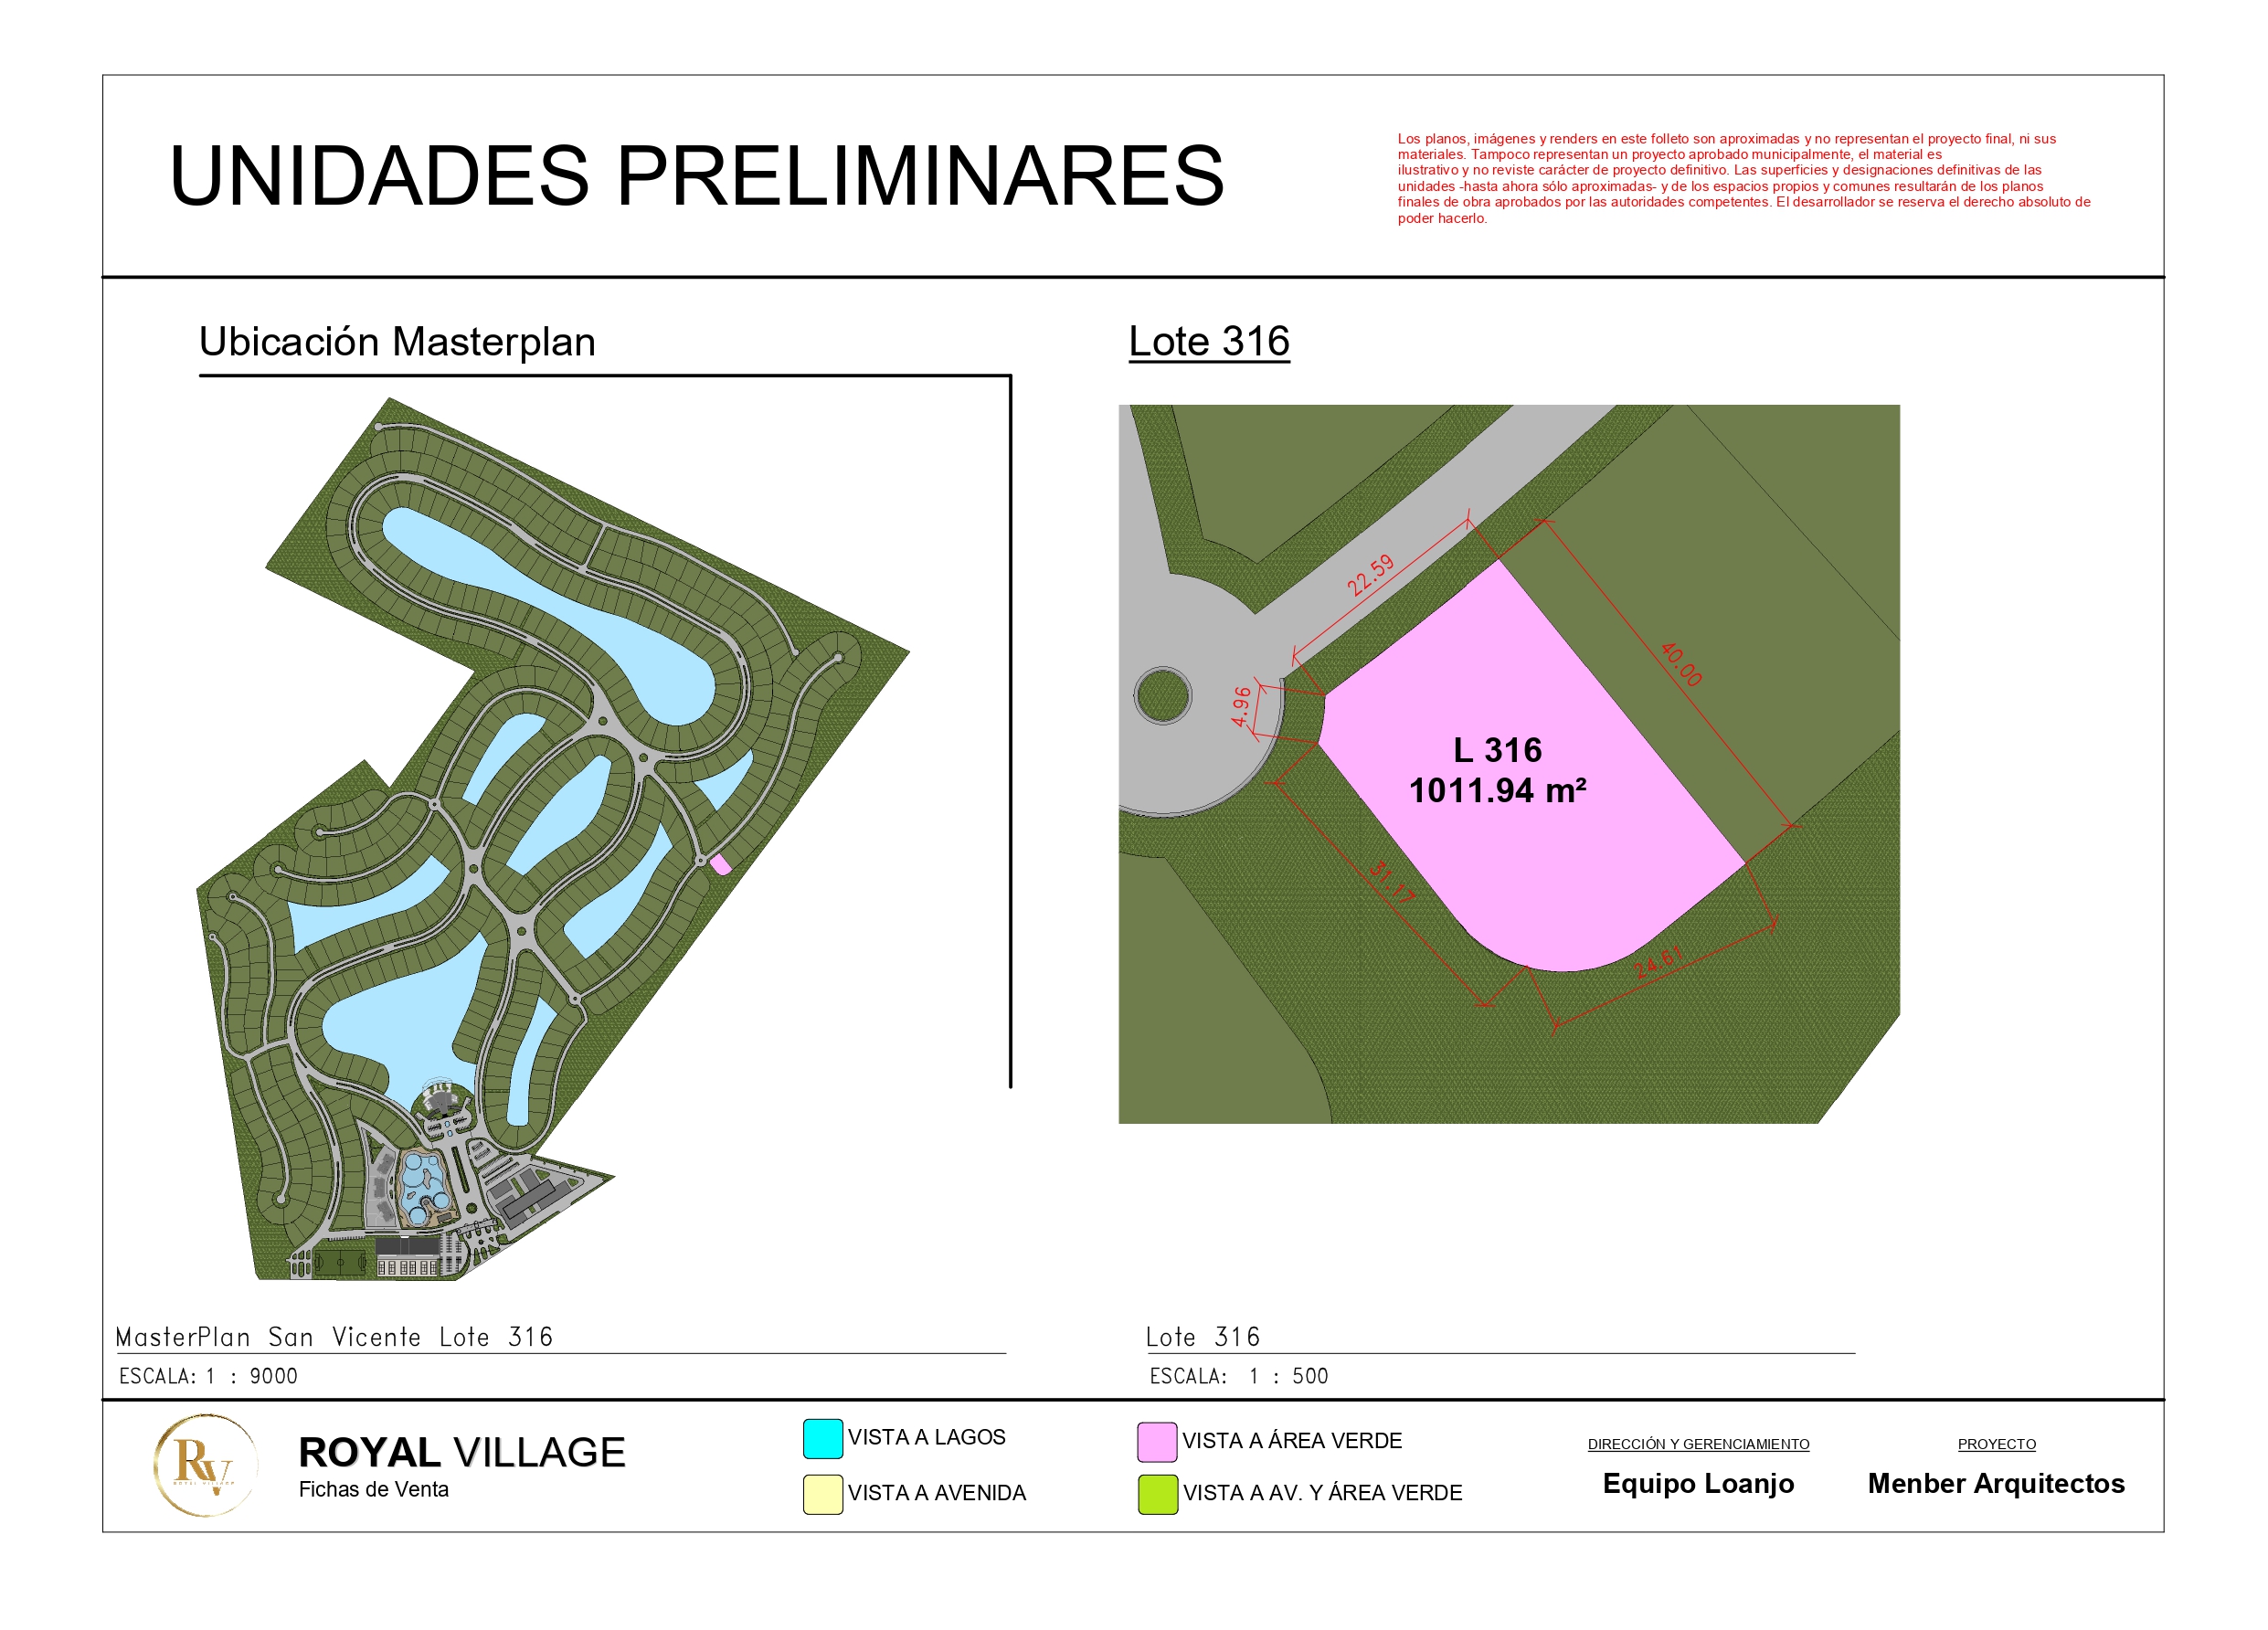 UNIDADES PRELIMINARES
Los planos, imágenes y renders en este folleto son aproximadas y no representan el proyecto final, ni sus
materiales. Tampoco representan un proyecto aprobado municipalmente, el material es
ilustrativo y no reviste carácter de proyecto definitivo. Las superficies y designaciones definitivas de las
unidades -hasta ahora sólo aproximadas- y de los espacios propios y comunes resultarán de los planos
finales de obra aprobados por las autoridades competentes. El desarrollador se reserva el derecho absoluto de
poder hacerlo.
Ubicación Masterplan
Lote 316
22.59
40.00
4.96
L 316
1011.94 m²
31.17
24.61
MasterPlan San Vicente Lote 316
ESCALA: 1 : 9000
Lote 316
ESCALA: 1 : 500
RV
ROYAL VILLAGE
ROYAL VILLAGE
Fichas de Venta
VISTA A LAGOS
VISTA A AVENIDA
VISTA A ÁREA VERDE
VISTA A AV. Y ÁREA VERDE
DIRECCIÓN Y GERENCIAMIENTO
Equipo Loanjo
PROYECTO
Menber Arquitectos